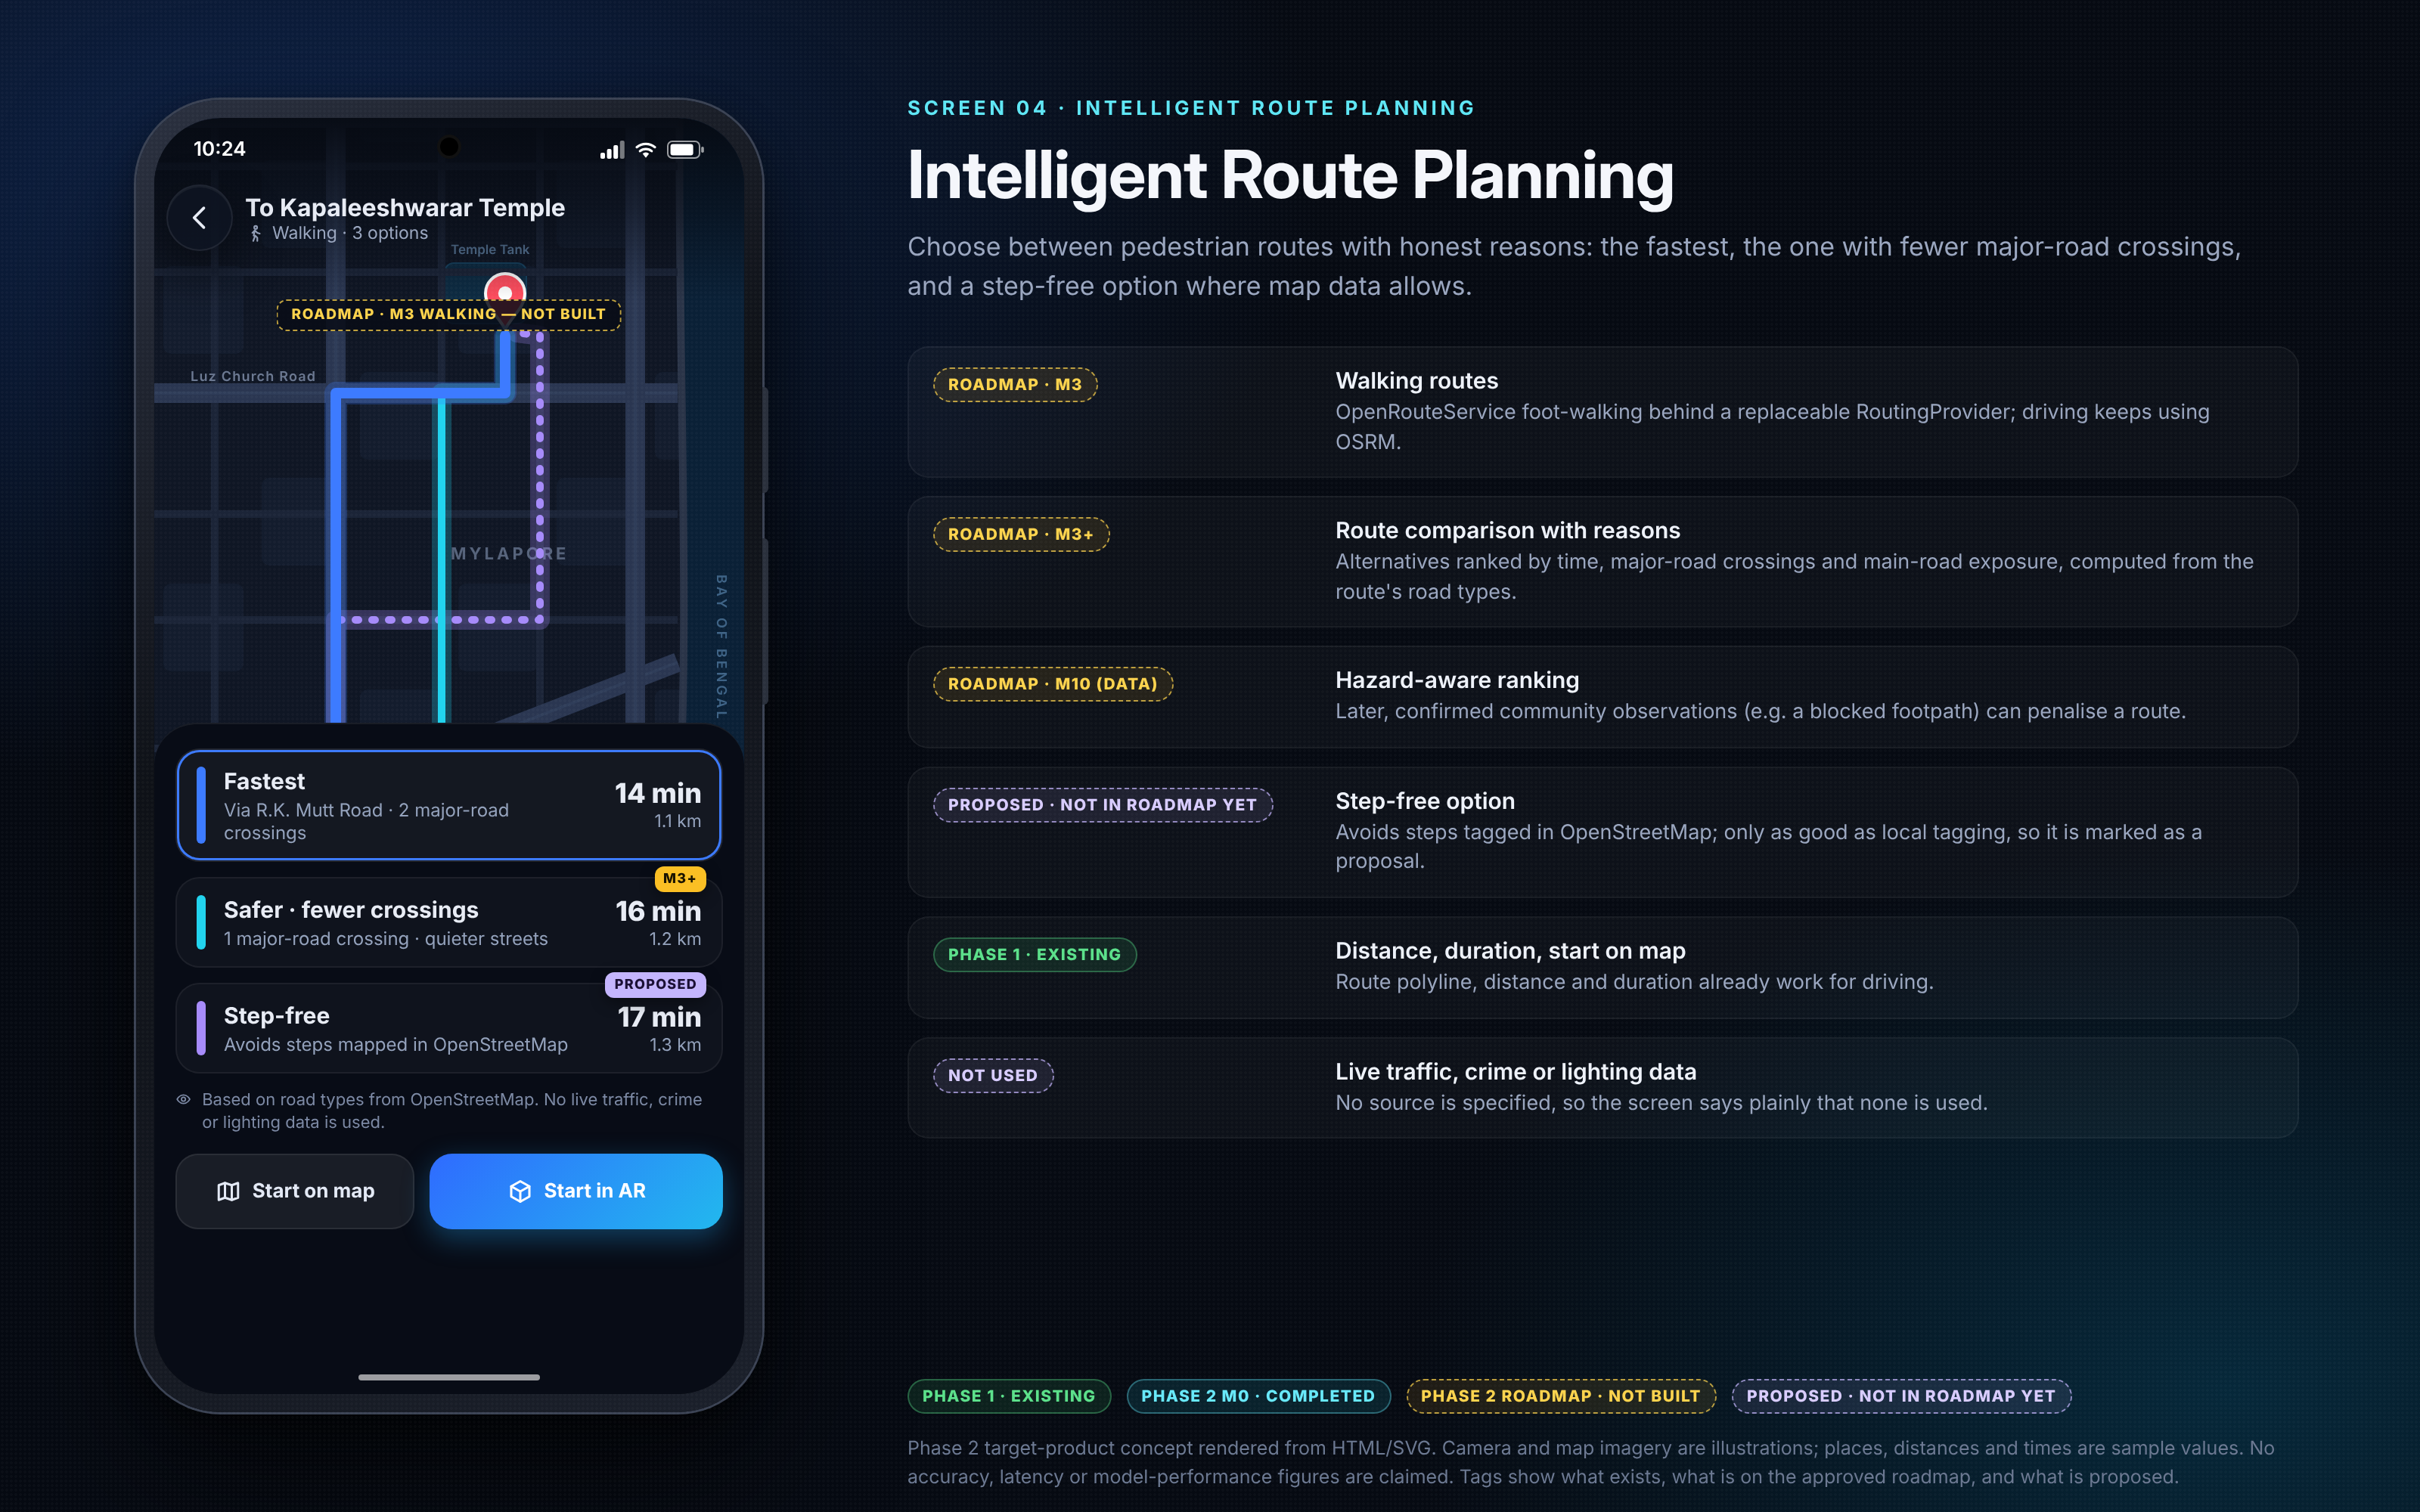 10:24
To Kapaleeshwarar Temple
Walking · 3 options
Temple Tank
ROADMAP · M3 WALKING — NOT BUILT
Luz Church Road
MYLAPORE
BAY OF BENGAL
Fastest
Via R.K. Mutt Road · 2 major-road
crossings
14 min
1.1 km
M3+
Safer · fewer crossings
1 major-road crossing · quieter streets
16 min
1.2 km
PROPOSED
Step-free
Avoids steps mapped in OpenStreetMap
17 min
1.3 km
Based on road types from OpenStreetMap. No live traffic, crime
or lighting data is used.
Start on map
Start in AR
SCREEN 04 · INTELLIGENT ROUTE PLANNING
Intelligent Route Planning
Choose between pedestrian routes with honest reasons: the fastest, the one with fewer major-road crossings,
and a step-free option where map data allows.
ROADMAP · M3
Walking routes
OpenRouteService foot-walking behind a replaceable RoutingProvider; driving keeps using
OSRM.
ROADMAP · M3+
Route comparison with reasons
Alternatives ranked by time, major-road crossings and main-road exposure, computed from the
route's road types.
ROADMAP · M10 (DATA)
Hazard-aware ranking
Later, confirmed community observations (e.g. a blocked footpath) can penalise a route.
PROPOSED · NOT IN ROADMAP YET
Step-free option
Avoids steps tagged in OpenStreetMap; only as good as local tagging, so it is marked as a
proposal.
PHASE 1 · EXISTING
Distance, duration, start on map
Route polyline, distance and duration already work for driving.
NOT USED
Live traffic, crime or lighting data
No source is specified, so the screen says plainly that none is used.
PHASE 1 · EXISTING
PHASE 2 M0 · COMPLETED
PHASE 2 ROADMAP · NOT BUILT
PROPOSED · NOT IN ROADMAP YET
Phase 2 target-product concept rendered from HTML/SVG. Camera and map imagery are illustrations; places, distances and times are sample values. No
accuracy, latency or model-performance figures are claimed. Tags show what exists, what is on the approved roadmap, and what is proposed.